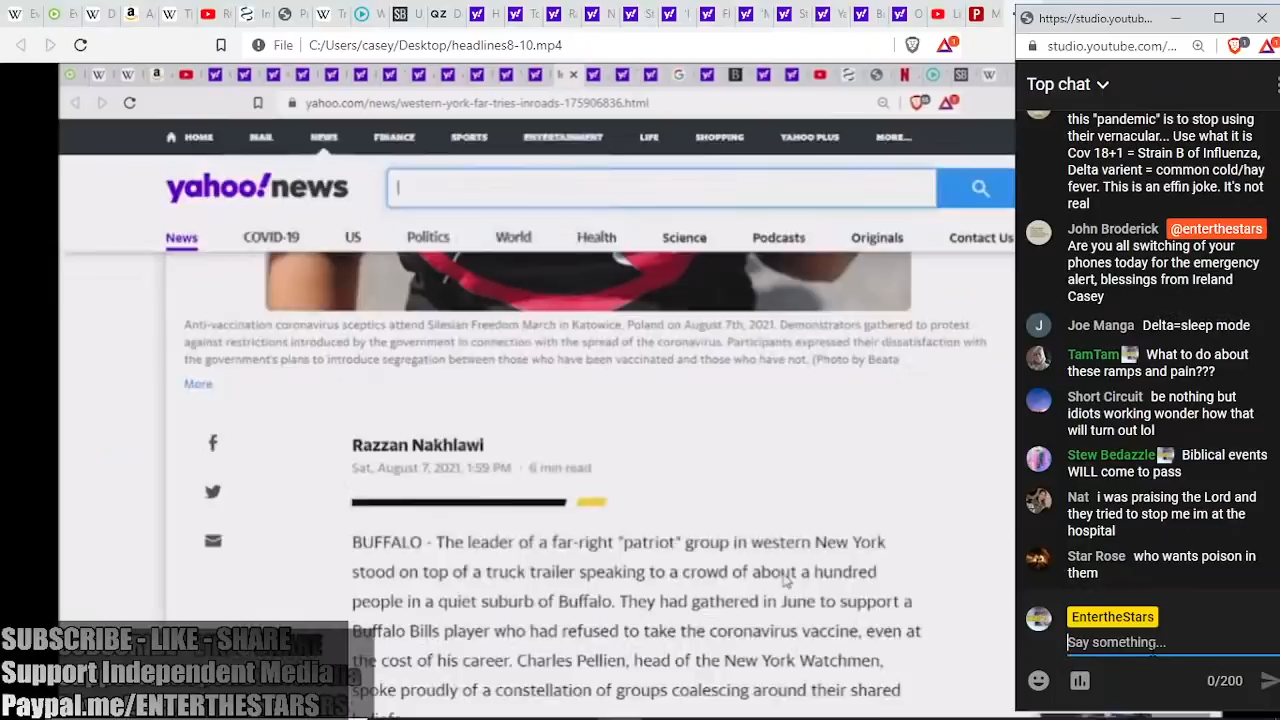 File C:/Users/casey/Desktop/headlines8-10.mp4
https://studio.youtub...
studio.youtube.com/...
yahoo.com/news/western-york-far-tries-inroads-175906836.html
HOME MAIL NEWS FINANCE SPORTS ENTERTAINMENT LIFE SHOPPING YAHOO PLUS MORE...
yahoo!news
News COVID-19 US Politics World Health Science Podcasts Originals Contact Us
Anti-vaccination coronavirus sceptics attend Silesian Freedom March in Katowice, Poland on August 7th, 2021. Demonstrators gathered to protest
against restrictions introduced by the government in connection with the spread of the coronavirus. Participants expressed their dissatisfaction with
the government's plans to introduce segregation between those who have been vaccinated and those who have not. (Photo by Beata
More
Razzan Nakhlawi
Sat, August 7, 2021, 1:59 PM · 6 min read
BUFFALO - The leader of a far-right "patriot" group in western New York
stood on top of a truck trailer speaking to a crowd of about a hundred
people in a quiet suburb of Buffalo. They had gathered in June to support a
Buffalo Bills player who had refused to take the coronavirus vaccine, even at
the cost of his career. Charles Pellien, head of the New York Watchmen,
spoke proudly of a constellation of groups coalescing around their shared
SUBSCRIBE - LIKE - SHARE
Support Independent Media
Paypal.me/ENTERTHESTARS
Top chat
this "pandemic" is to stop using
their vernacular... Use what it is
Cov 18+1 = Strain B of Influenza,
Delta varient = common cold/hay
fever. This is an effin joke. It's not
real
John Broderick @enterthestars
Are you all switching of your
phones today for the emergency
alert, blessings from Ireland
Casey
J Joe Manga Delta=sleep mode
TamTam What to do about
these ramps and pain???
Short Circuit be nothing but
idiots working wonder how that
will turn out lol
Stew Bedazzle Biblical events
WILL come to pass
Nat i was praising the Lord and
they tried to stop me im at the
hospital
Star Rose who wants poison in
them
EntertheStars
Say something...
0/200